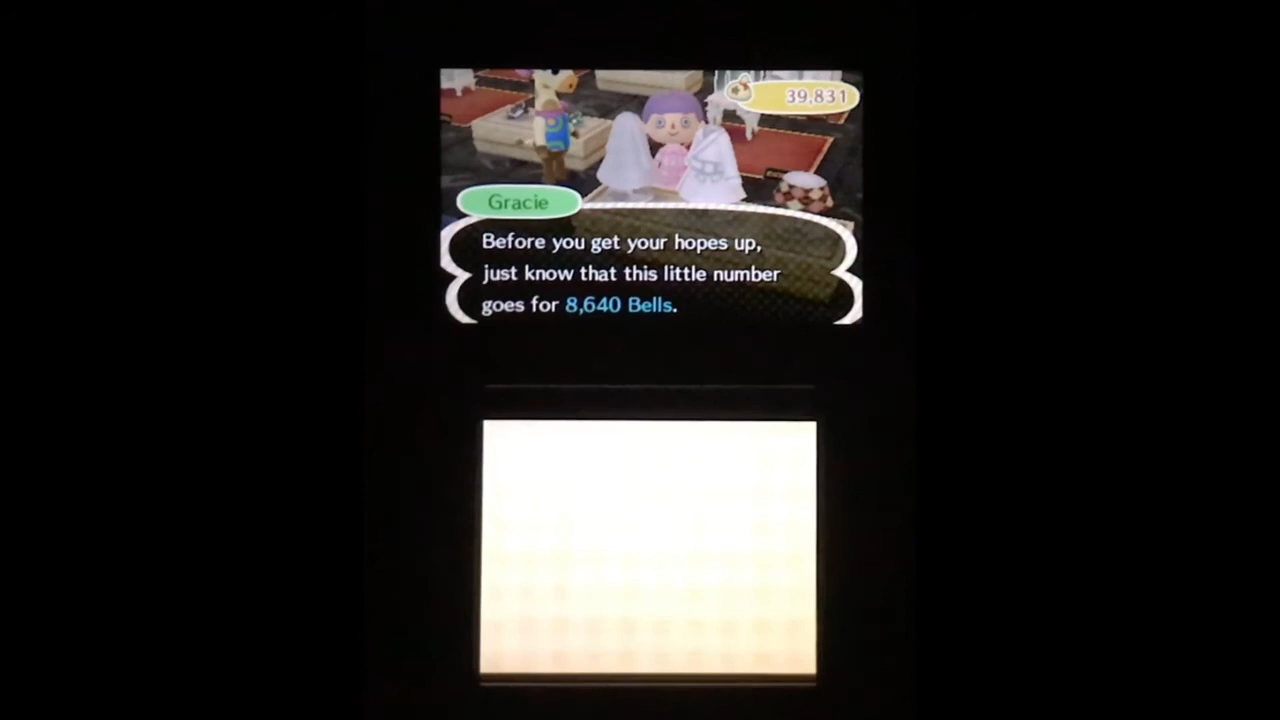 39,831
Gracie
Before you get your hopes up,
just know that this little number
goes for 8,640 Bells.